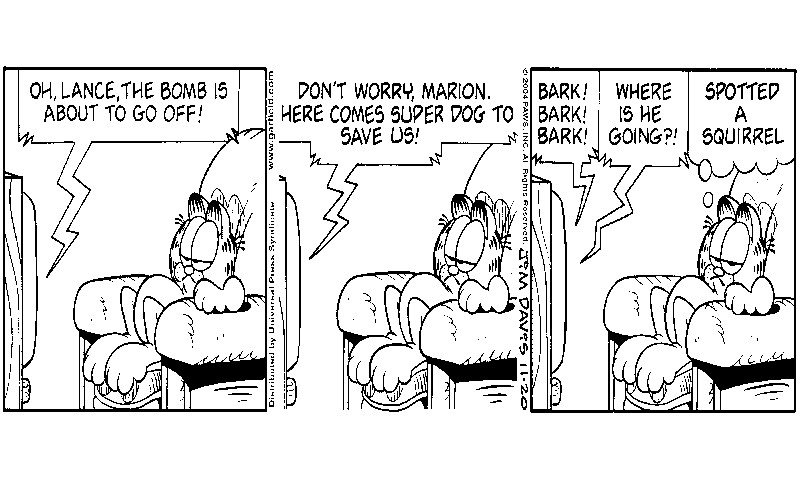 OH, LANCE, THE BOMB IS
ABOUT TO GO OFF!
www.garfield.com
Distributed by Universal Press Syndicate
DON'T WORRY, MARION.
HERE COMES SUPER DOG TO
SAVE US!
© 2004 PAWS, INC. All Rights Reserved.
JIM DAVIS 11-20
BARK!
BARK!
BARK!
WHERE
IS HE
GOING?!
SPOTTED
A
SQUIRREL